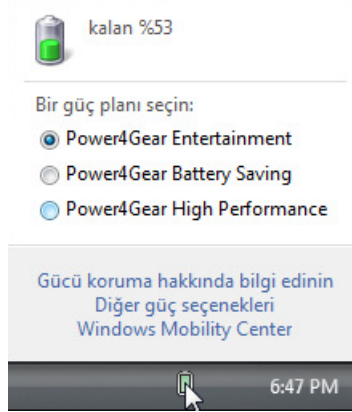 kalan %53
Bir güç planı seçin:
Power4Gear Entertainment
Power4Gear Battery Saving
Power4Gear High Performance
Gücü koruma hakkında bilgi edinin
Diğer güç seçenekleri
Windows Mobility Center
6:47 PM